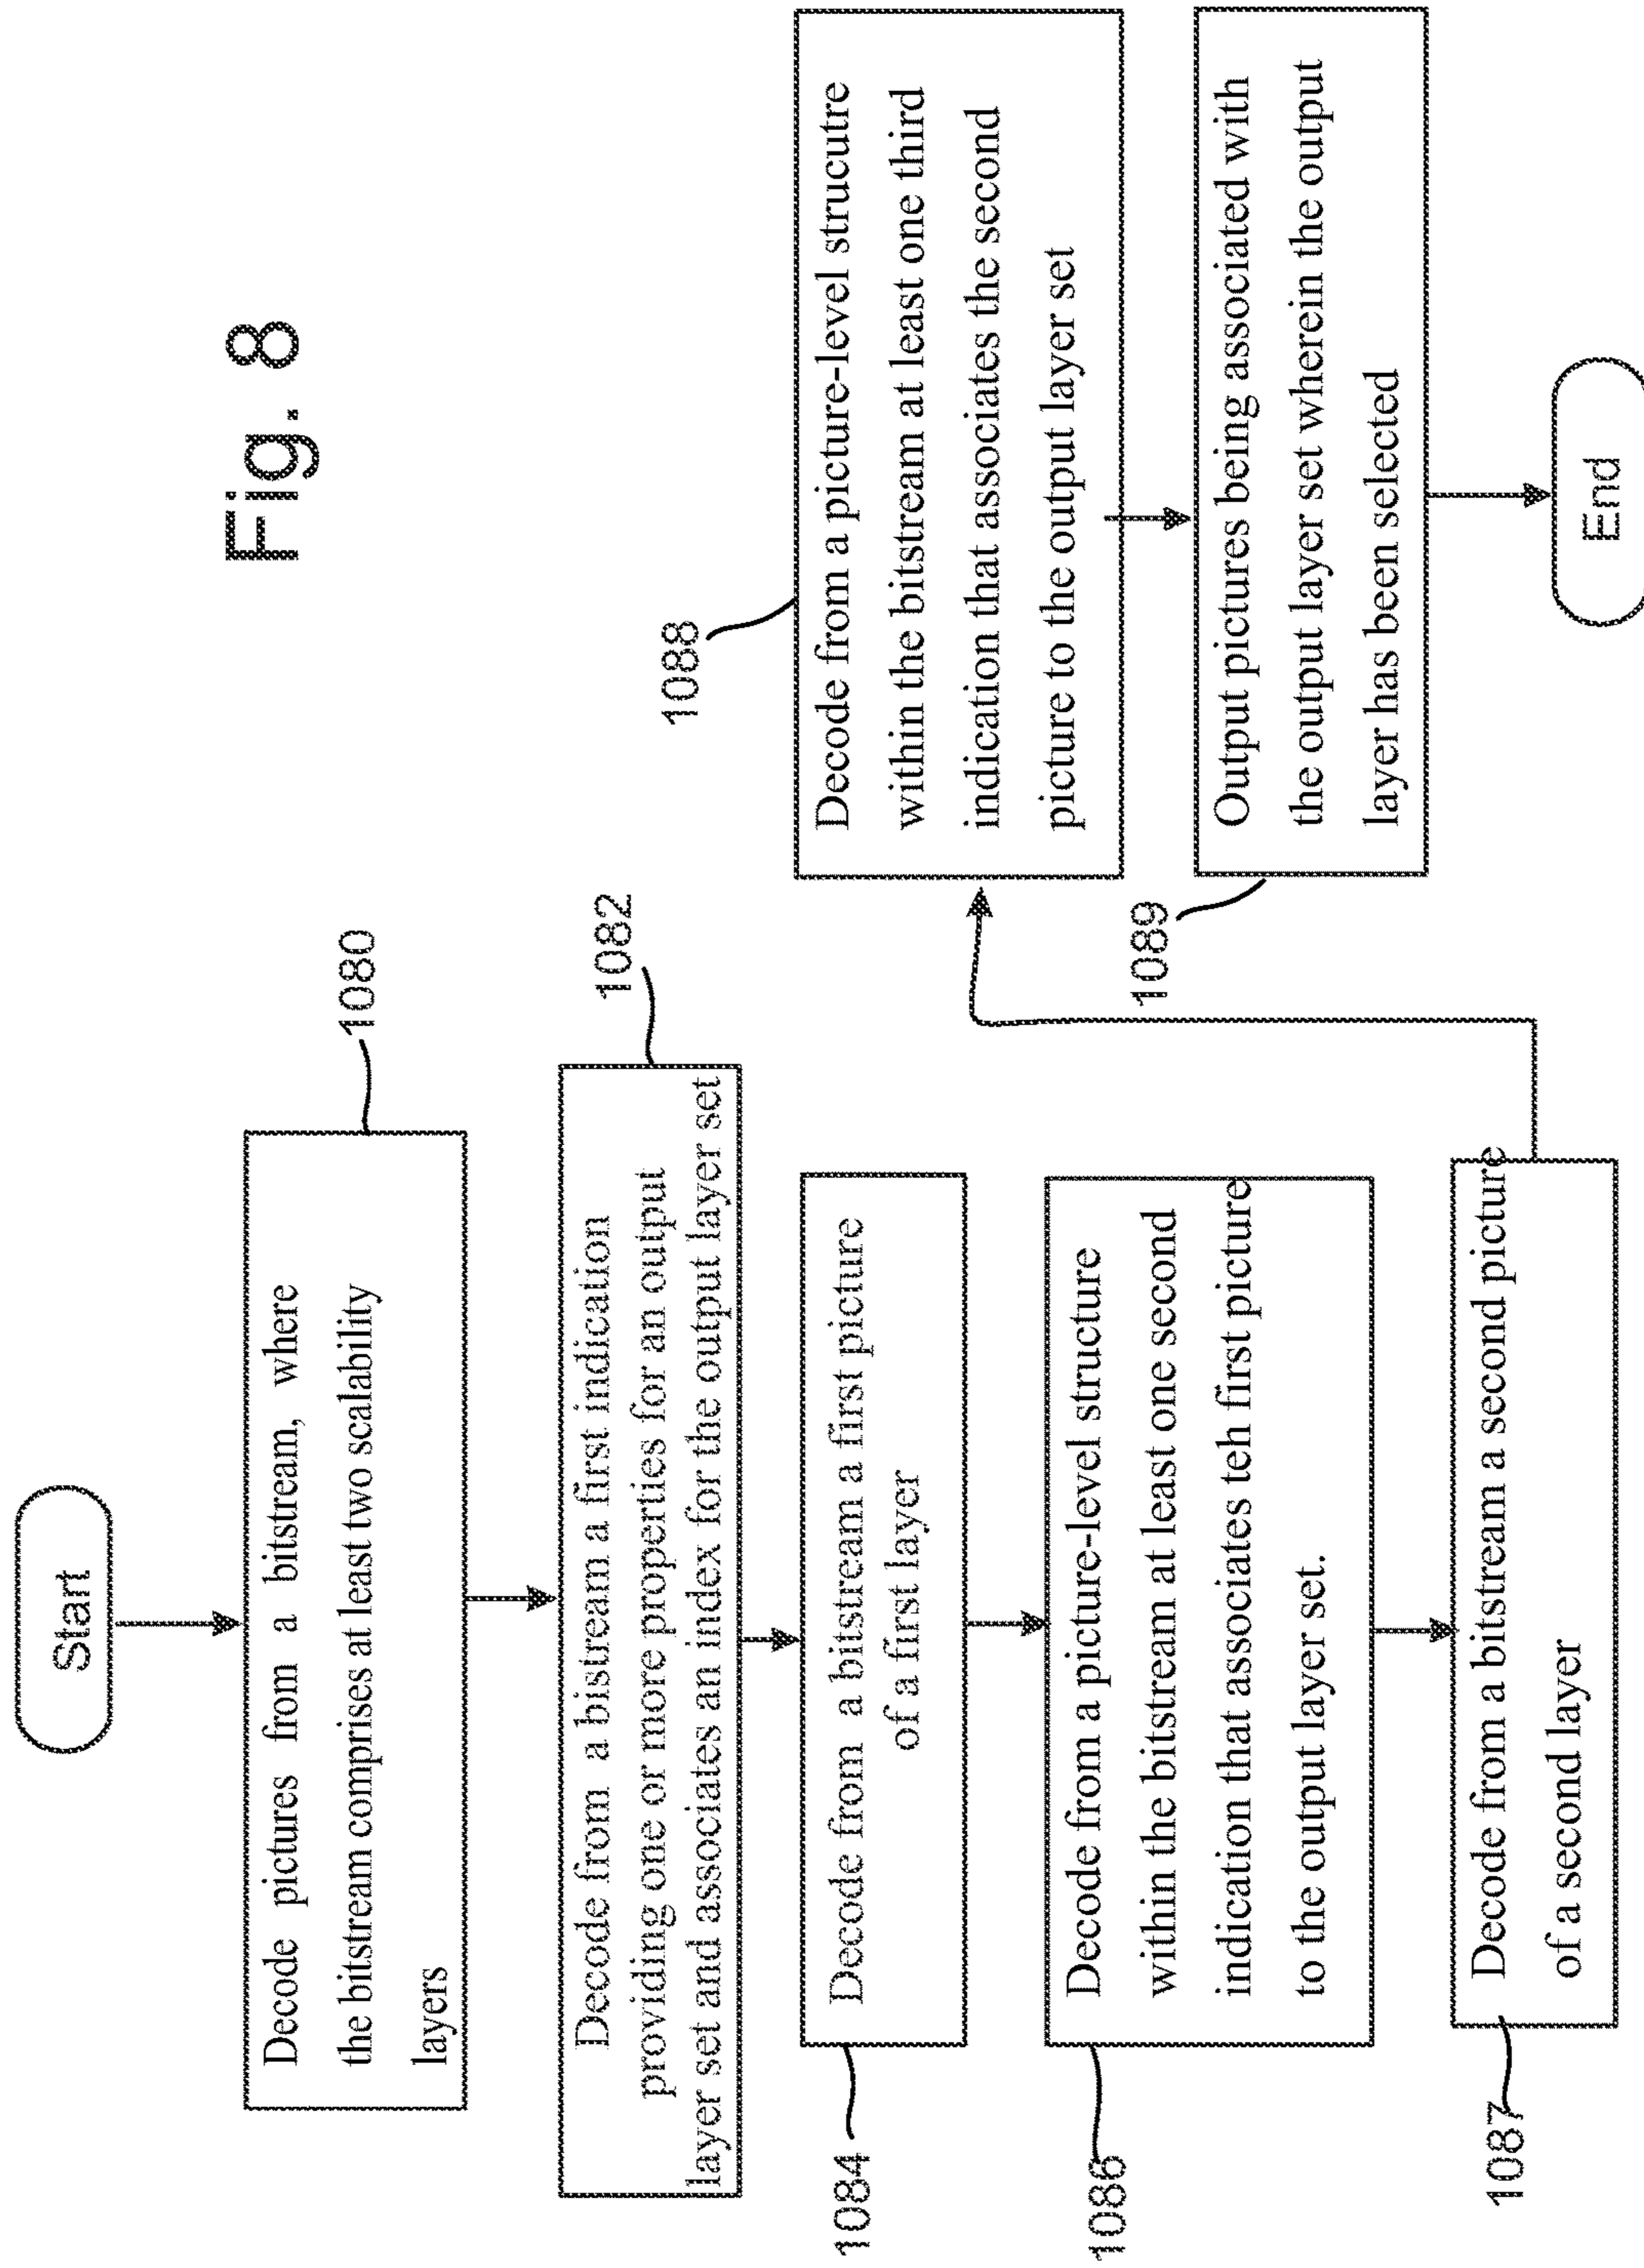 Fig. 8
Start
Decode pictures from a bitstream, where
the bitstream comprises at least two scalability
layers
1080
Decode from a bistream a first indication
providing one or more properties for an output
layer set and associates an index for the output layer set
1082
Decode from a bitstream a first picture
of a first layer
1084
Decode from a picture-level structure
within the bitstream at least one second
indication that associates teh first picture
to the output layer set.
1086
Decode from a bitstream a second picture
of a second layer
1087
1088
Decode from a picture-level strucutre
within the bitstream at least one third
indication that associates the second
picture to the output layer set
1089
Output pictures being associated with
the output layer set wherein the output
layer has been selected
End